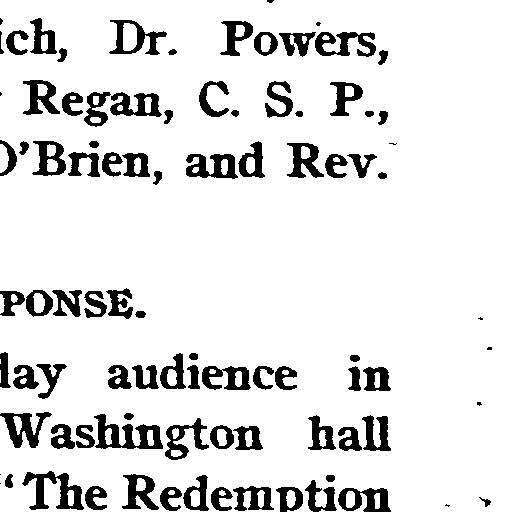 ich, Dr. Powers,
Regan, C. S. P.,
O'Brien, and Rev.
PONSE.
day audience in
Washington hall
"The Redemption